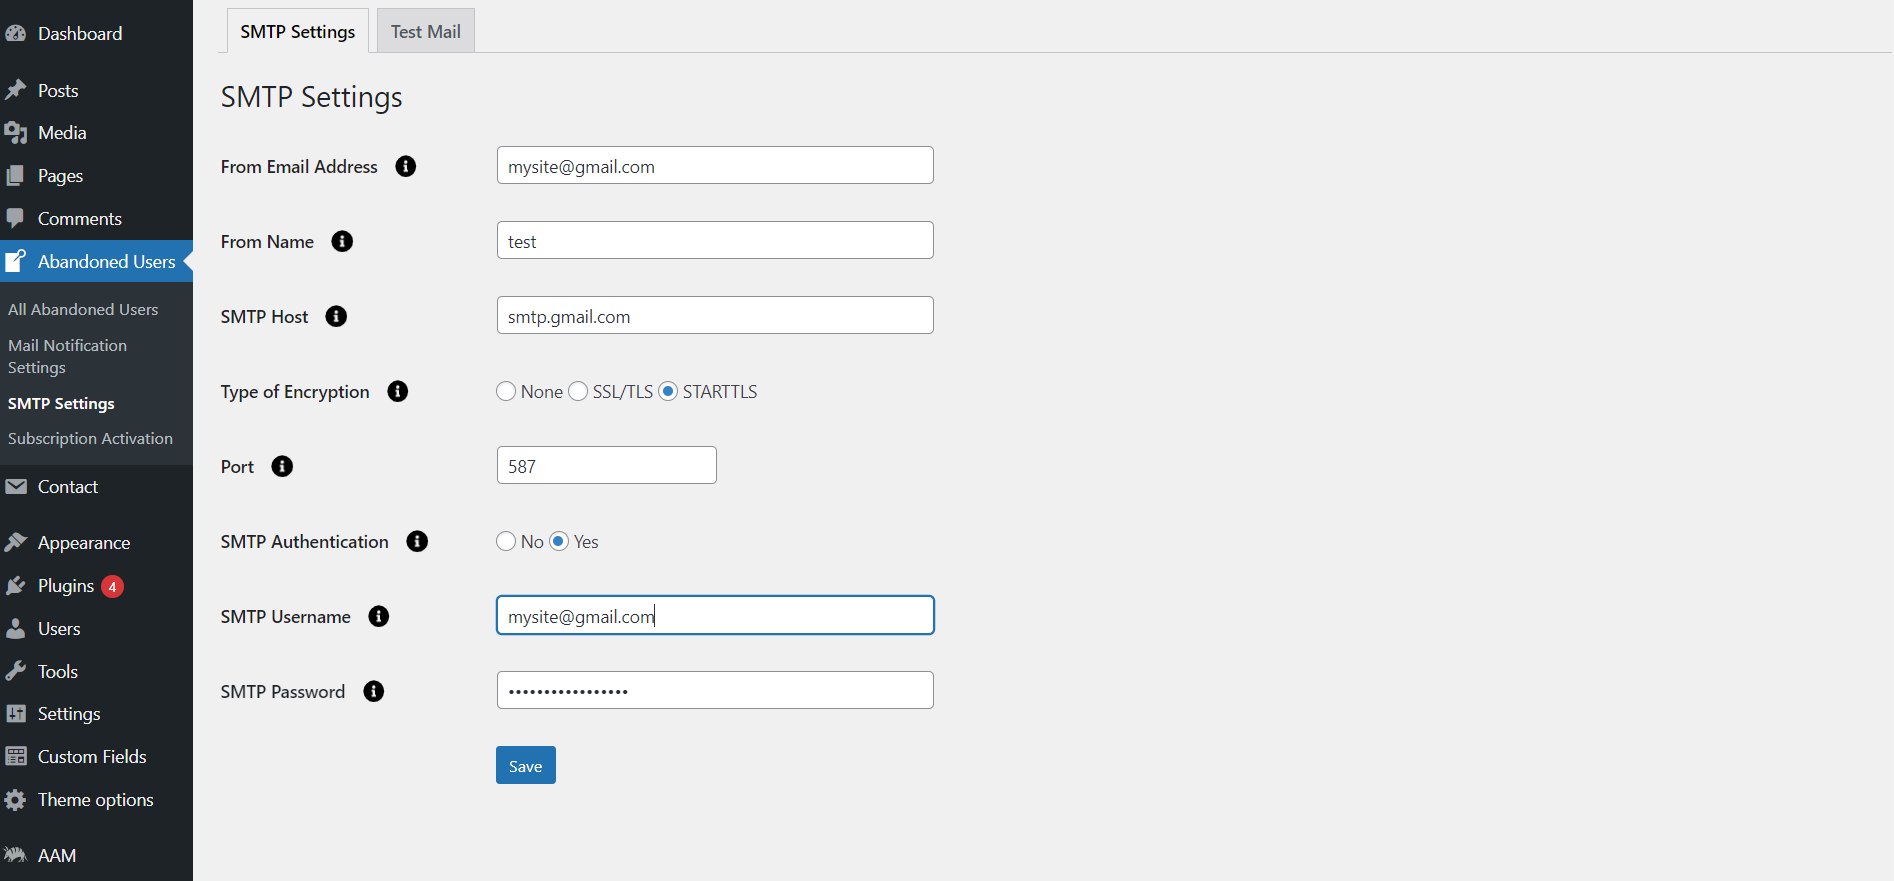 Dashboard
Posts
Media
Pages
Comments
Abandoned Users
All Abandoned Users
Mail Notification
Settings
SMTP Settings
Subscription Activation
Contact
Appearance
Plugins 4
Users
Tools
Settings
Custom Fields
Theme options
AAM
SMTP Settings Test Mail
SMTP Settings
From Email Address mysite@gmail.com
From Name test
SMTP Host smtp.gmail.com
Type of Encryption None SSL/TLS STARTTLS
Port 587
SMTP Authentication No Yes
SMTP Username mysite@gmail.com
SMTP Password •••••••••••••••••
Save